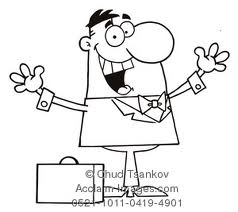 © Chud Tsankov
Acclaim Images.com
0521-1011-0419-4901